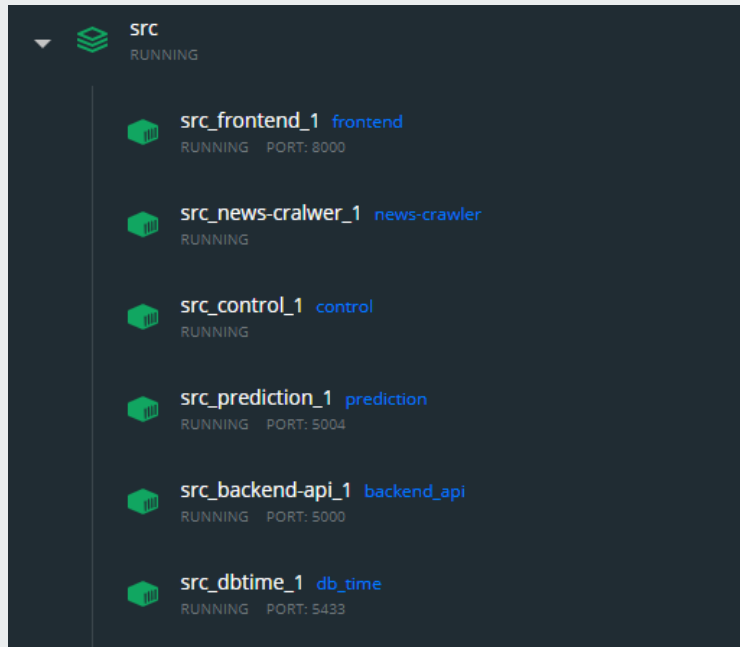 src
RUNNING
src_frontend_1 frontend
RUNNING PORT: 8000
src_news-cralwer_1 news-crawler
RUNNING
src_control_1 control
RUNNING
src_prediction_1 prediction
RUNNING PORT: 5004
src_backend-api_1 backend_api
RUNNING PORT: 5000
src_dbtime_1 db_time
RUNNING PORT: 5433